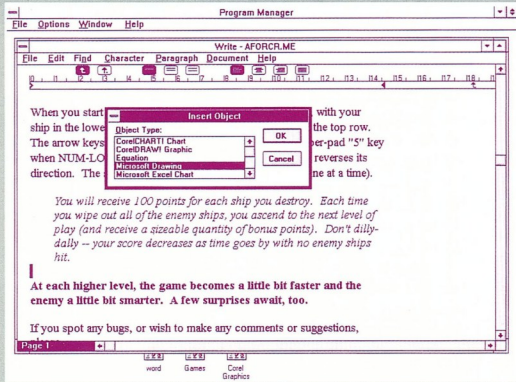 Program Manager
File Options Window Help
Write - AFORCR.ME
File Edit Find Character Paragraph Document Help
When you start with your
ship in the lowe the top row.
The arrow keys er-pad "5" key
when NUM-LO reverses its
direction. The ne at a time).
Insert Object
Object Type:
CorelCHART! Chart
CorelDRAW! Graphic
Equation
Microsoft Drawing
Microsoft Excel Chart
OK
Cancel
You will receive 100 points for each ship you destroy. Each time
you wipe out all of the enemy ships, you ascend to the next level of
play (and receive a sizeable quantity of bonus points). Don't dilly-
dally -- your score decreases as time goes by with no enemy ships
hit.
At each higher level, the game becomes a little bit faster and the
enemy a little bit smarter. A few surprises await, too.
If you spot any bugs, or wish to make any comments or suggestions,
Page 1
word Games Corel
Graphics